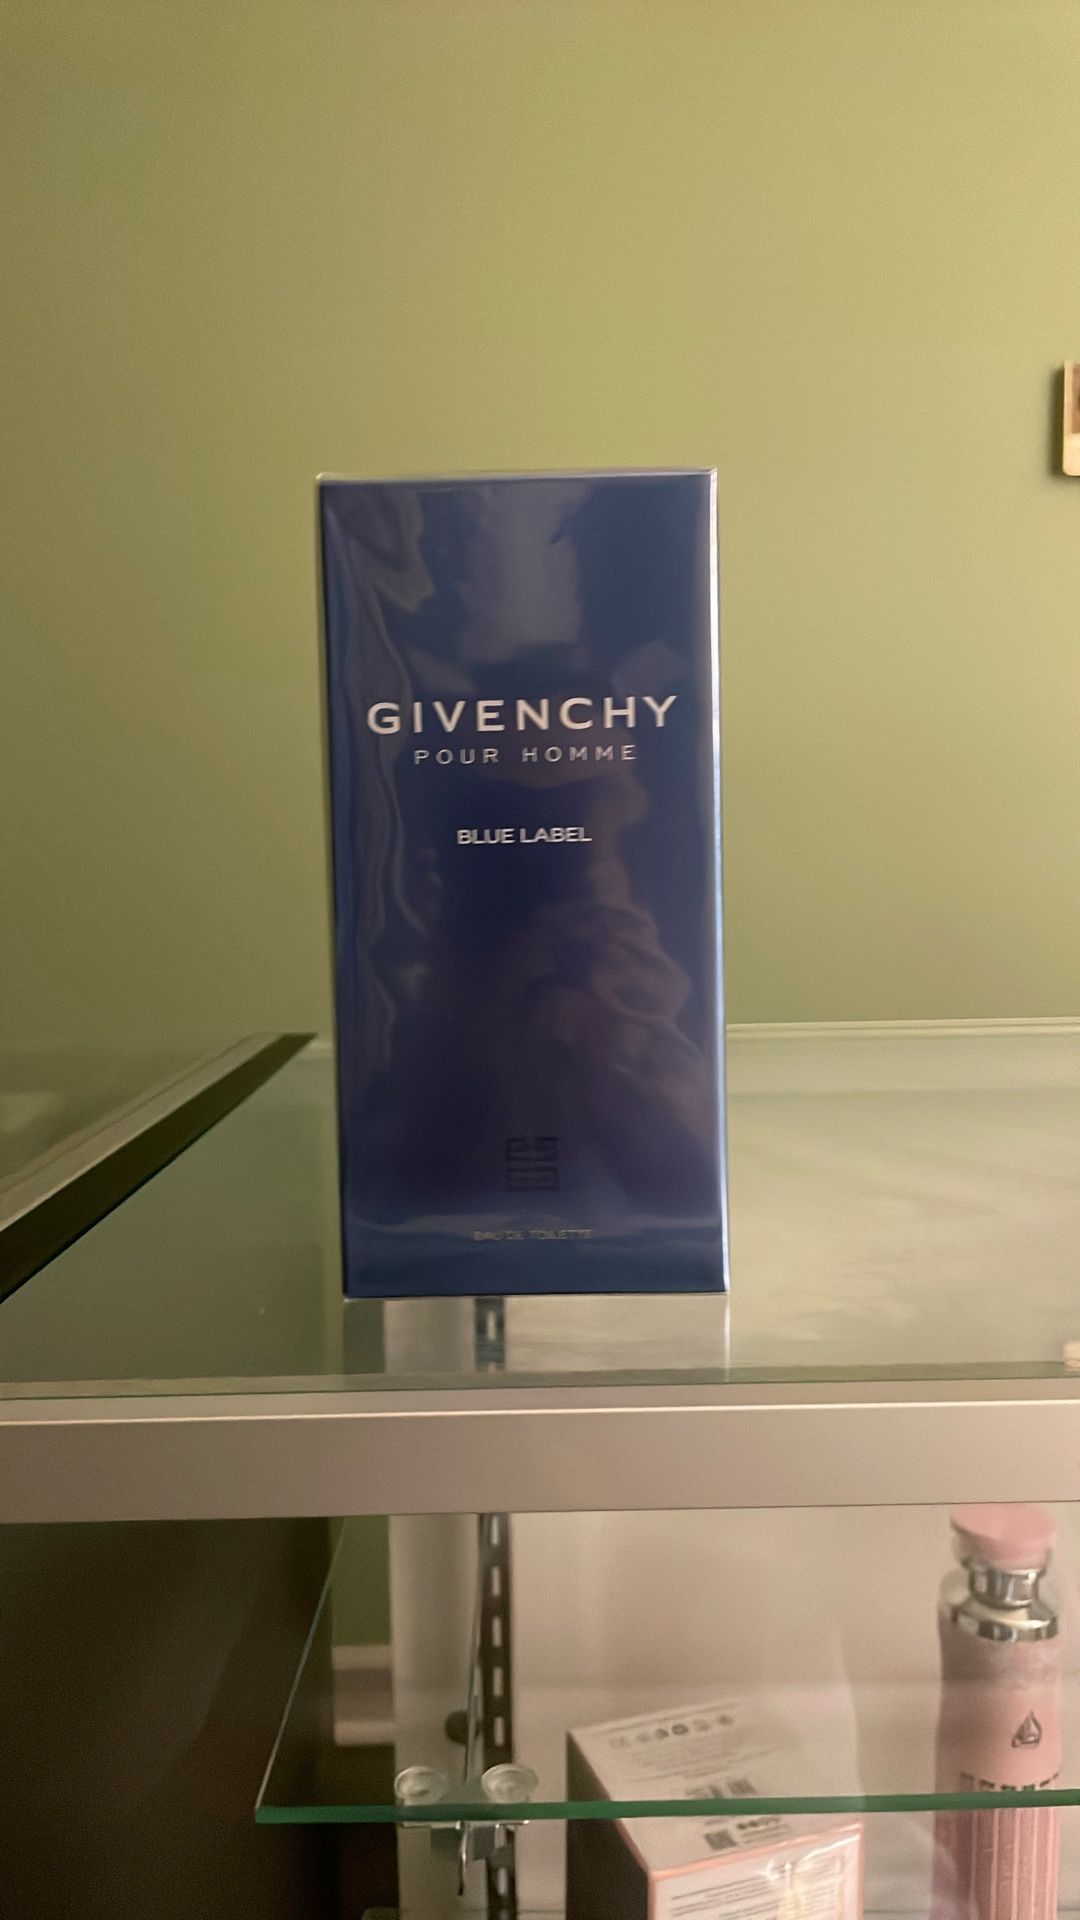 GIVENCHY
POUR HOMME
BLUE LABEL
EAU DE TOILETTE